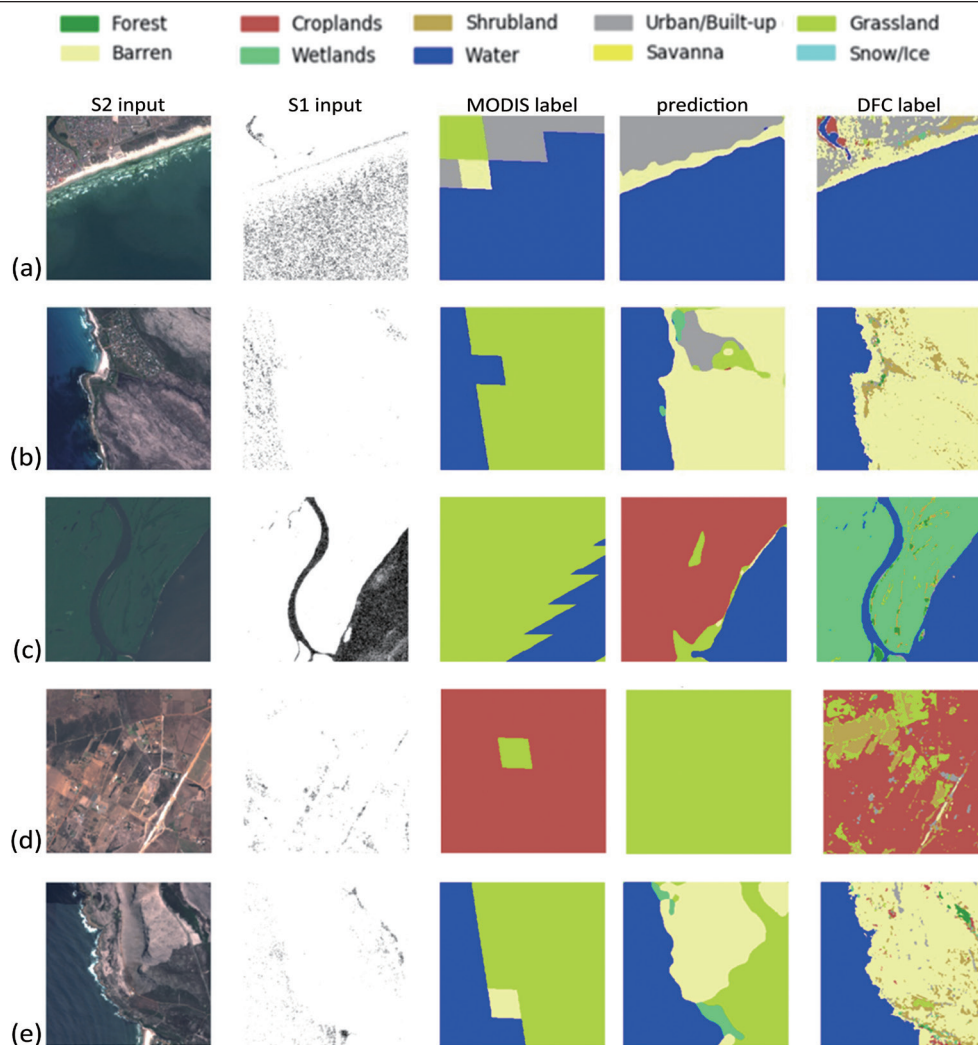 Forest Croplands Shrubland Urban/Built-up Grassland
Barren Wetlands Water Savanna Snow/Ice
S2 input S1 input MODIS label prediction DFC label
(a)
(b)
(c)
(d)
(e)